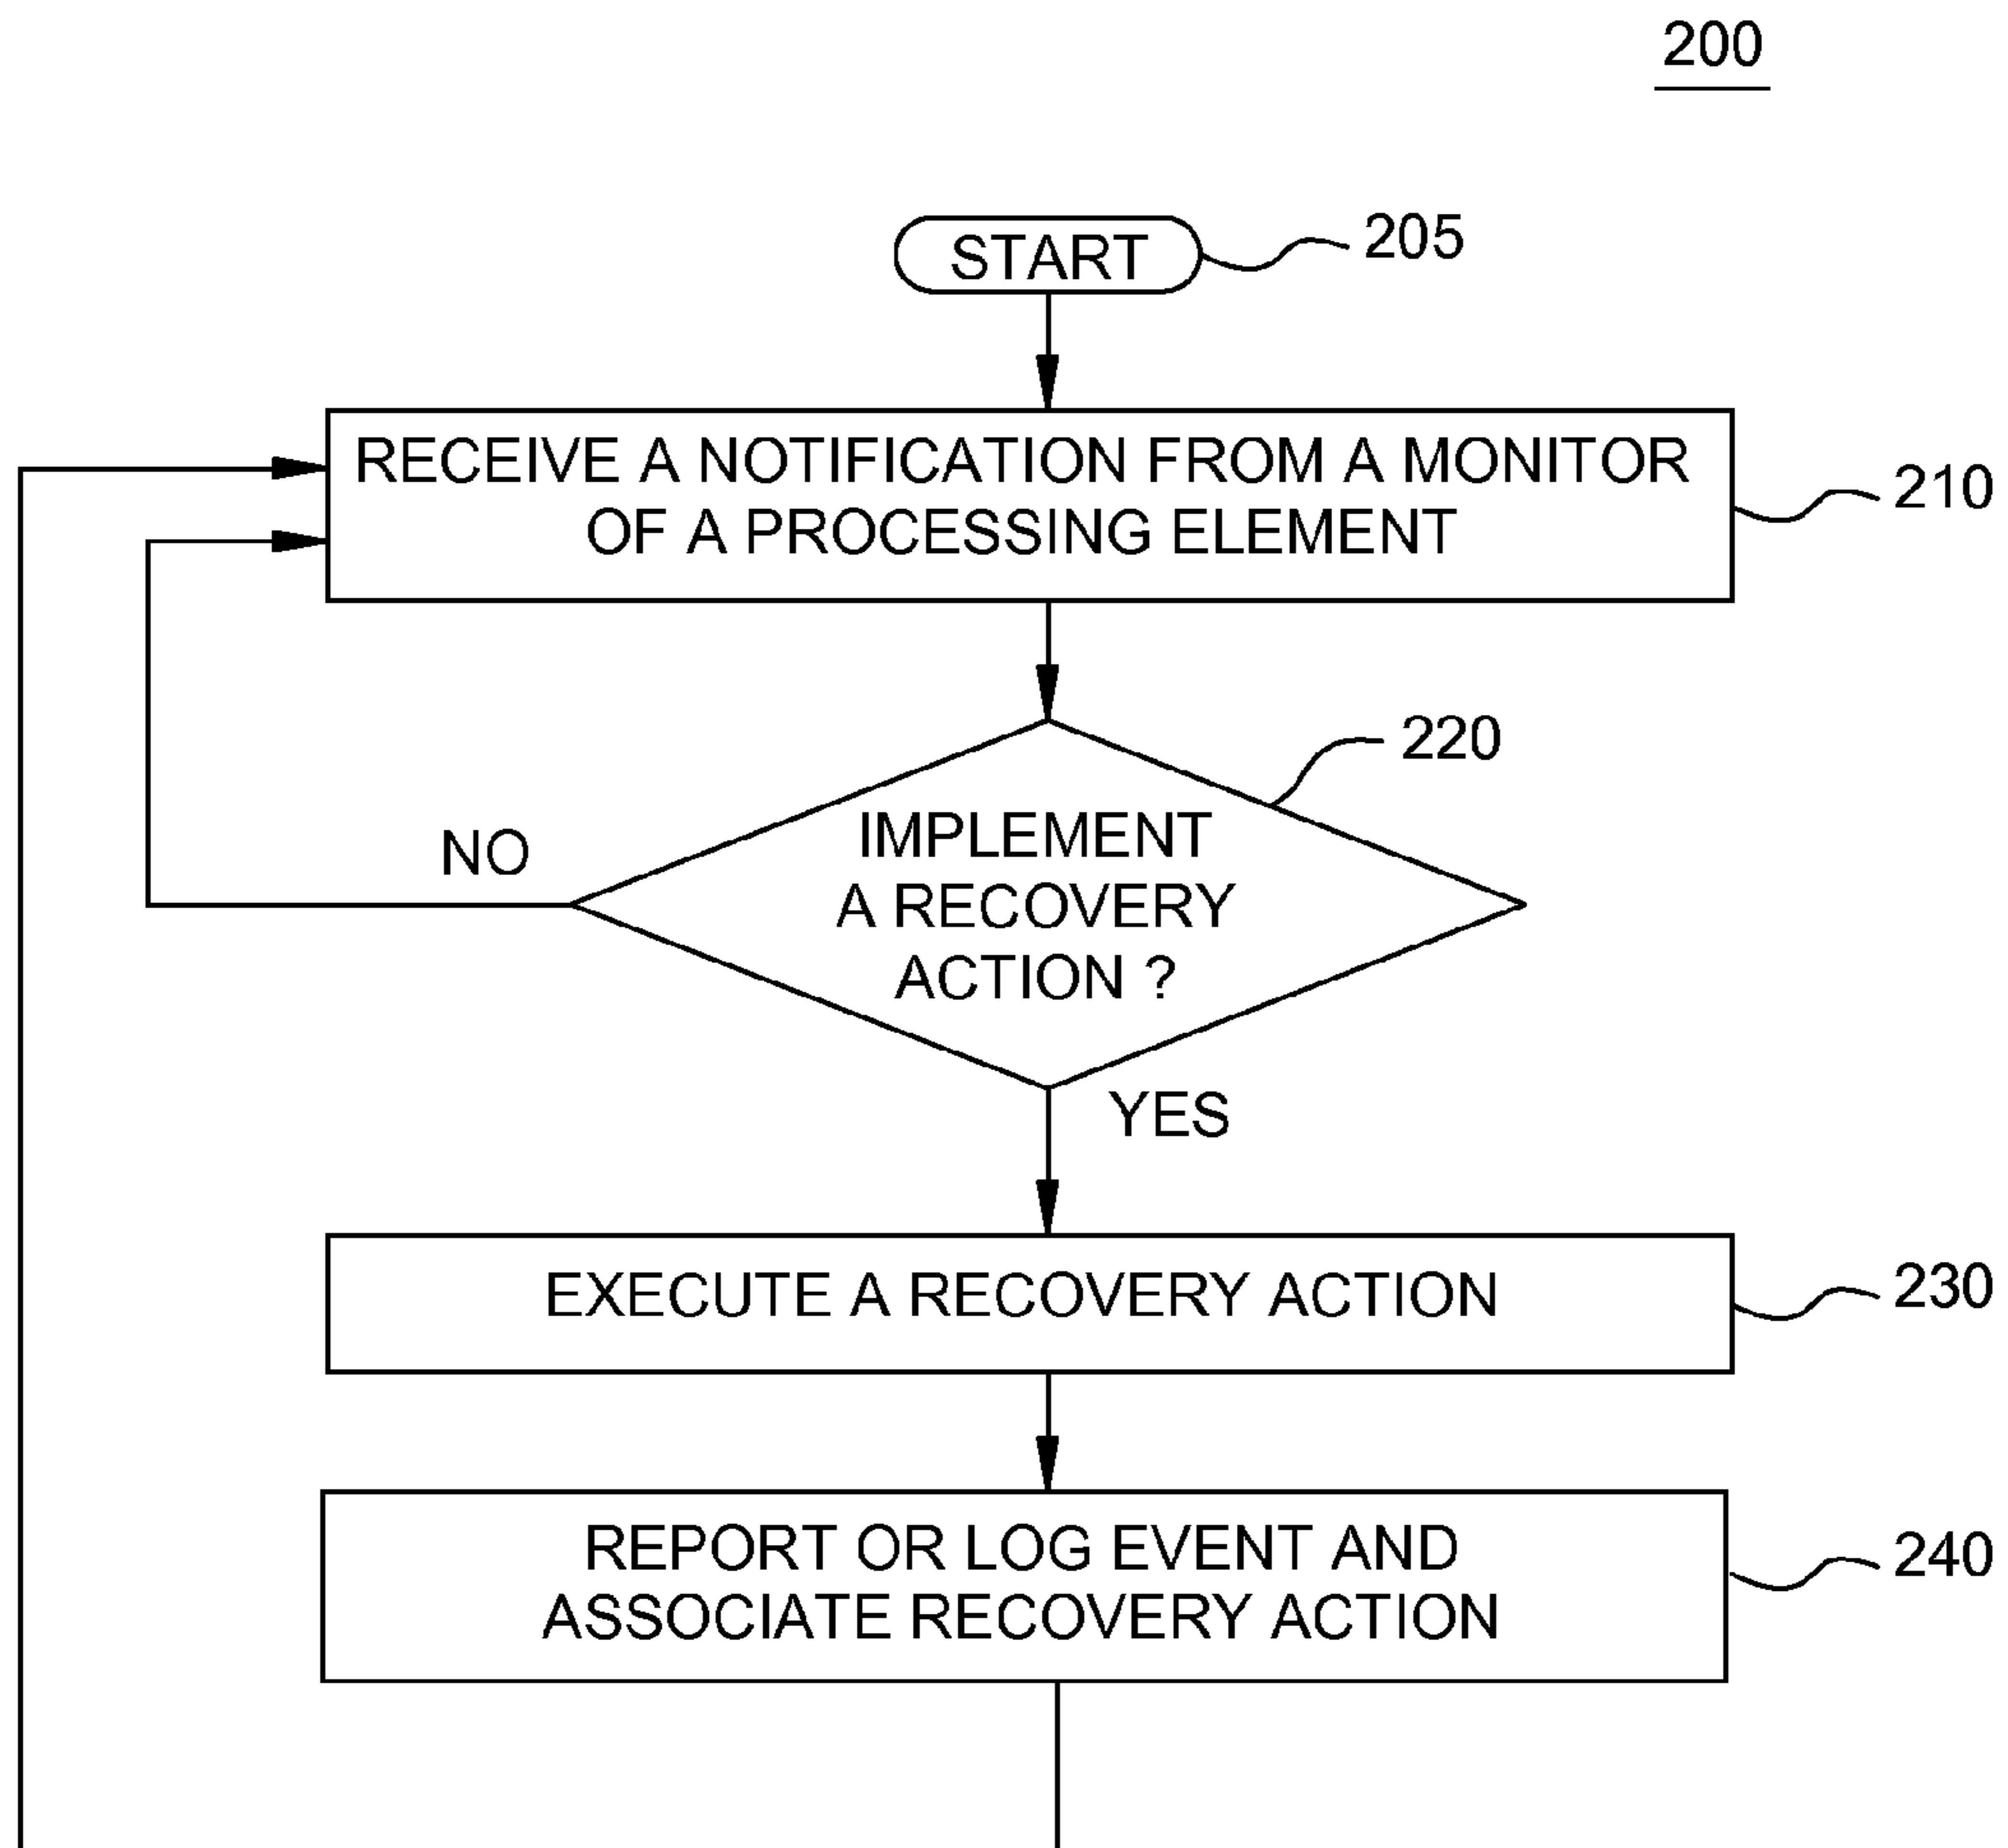 200
START
205
RECEIVE A NOTIFICATION FROM A MONITOR
OF A PROCESSING ELEMENT
210
220
IMPLEMENT
A RECOVERY
ACTION ?
NO
YES
EXECUTE A RECOVERY ACTION
230
REPORT OR LOG EVENT AND
ASSOCIATE RECOVERY ACTION
240